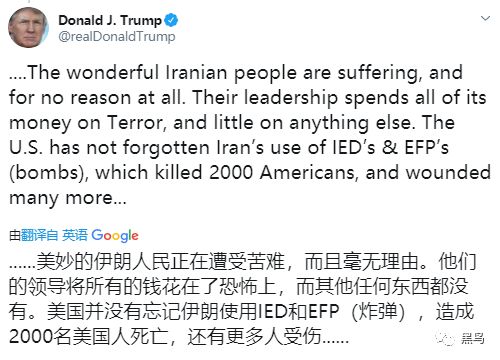 Donald J. Trump
@realDonaldTrump
....The wonderful Iranian people are suffering, and
for no reason at all. Their leadership spends all of its
money on Terror, and little on anything else. The
U.S. has not forgotten Iran’s use of IED’s & EFP’s
(bombs), which killed 2000 Americans, and wounded
many more...
由翻译自 英语 Google
......美妙的伊朗人民正在遭受苦难，而且毫无理由。他们
的领导将所有的钱花在了恐怖上，而其他任何东西都没
有。美国并没有忘记伊朗使用IED和EFP（炸弹），造成
2000名美国人死亡，还有更多人受伤......
黑鸟